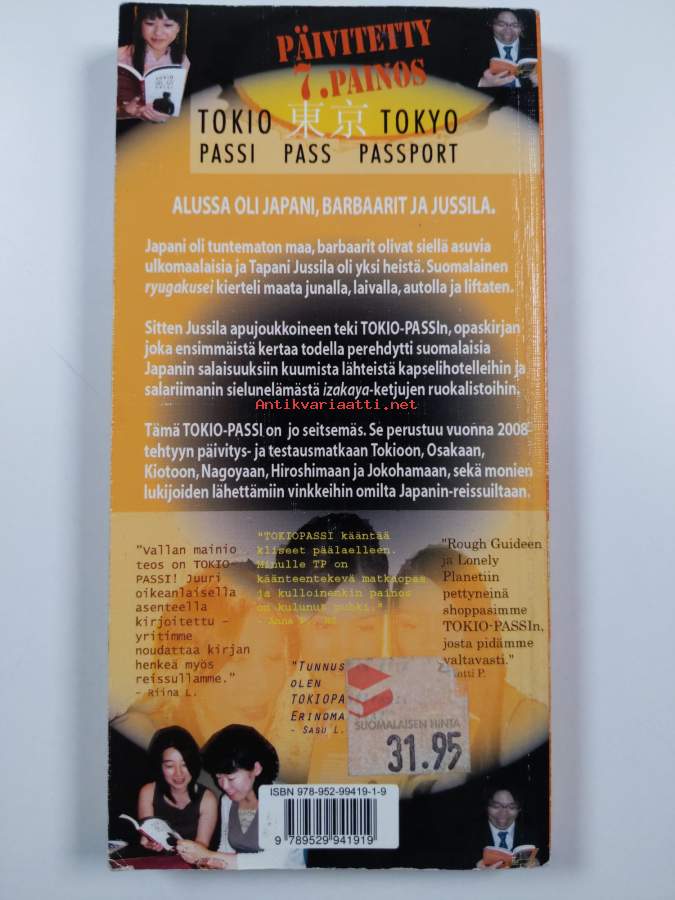 PÄIVITETTY
7. PAINOS
TOKIO 東京 TOKYO
PASSI PASS PASSPORT
ALUSSA OLI JAPANI, BARBAARIT JA JUSSILA.
Japani oli tuntematon maa, barbaarit olivat siellä asuvia
ulkomaalaisia ja Tapani Jussila oli yksi heistä. Suomalainen
ryugakusei kierteli maata junalla, laivalla, autolla ja liftaten.
Sitten Jussila apujoukkoineen teki TOKIO-PASSIn, opaskirjan
joka ensimmäistä kertaa todella perehdytti suomalaisia
Japanin salaisuuksiin kuumista lähteistä kapselihotelleihin ja
salariimanin sielunelämästä izakaya-ketjujen ruokalistoihin.
Antikvariaatti.net
Tämä TOKIO-PASSI on jo seitsemäs. Se perustuu vuonna 2008
tehtyyn päivitys- ja testausmatkaan Tokioon, Osakaan,
Kiotoon, Nagoyaan, Hiroshimaan ja Jokohamaan, sekä monien
lukijoiden lähettämiin vinkkeihin omilta Japanin-reissuiltaan.
"Vallan mainio
teos on TOKIO-
PASSI! Juuri
oikeanlaisella
asenteella
kirjoitettu –
yritimme
noudattaa kirjan
henkeä myös
reissullamme."
- Riina L.
"TOKIOPASSI kääntää
kliseet päälaelleen.
Minulle TP on
käänteentekevä matkaopas
ja kulloinenkin painos
on kulunut puhki."
- Anna
"Rough Guideen
ja Lonely
Planetiin
pettyneinä
shoppasimme
TOKIO-PASSIn,
josta pidämme
valtavasti."
P.
"TUNNUS
OLEN
TOKIOPA
ERINOMA
- SASU L.
SUOMALAISEN HINTA
31.95
ISBN 978-952-99419-1-9
9 789529 941919